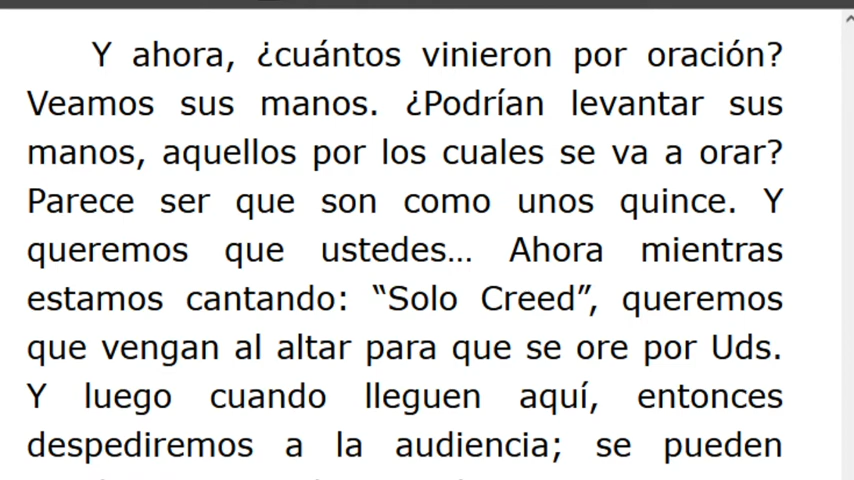 Y ahora, ¿cuántos vinieron por oración?
Veamos sus manos. ¿Podrían levantar sus
manos, aquellos por los cuales se va a orar?
Parece ser que son como unos quince. Y
queremos que ustedes… Ahora mientras
estamos cantando: “Solo Creed”, queremos
que vengan al altar para que se ore por Uds.
Y luego cuando lleguen aquí, entonces
despediremos a la audiencia; se pueden